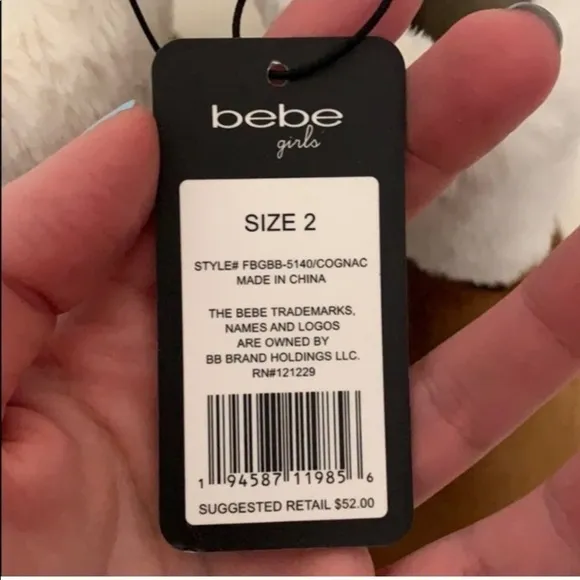 bebe
girls
SIZE 2
STYLE# FBGBB-5140/COGNAC
MADE IN CHINA
THE BEBE TRADEMARKS,
NAMES AND LOGOS
ARE OWNED BY
BB BRAND HOLDINGS LLC.
RN#121229
1 94587 11985 6
SUGGESTED RETAIL $52.00